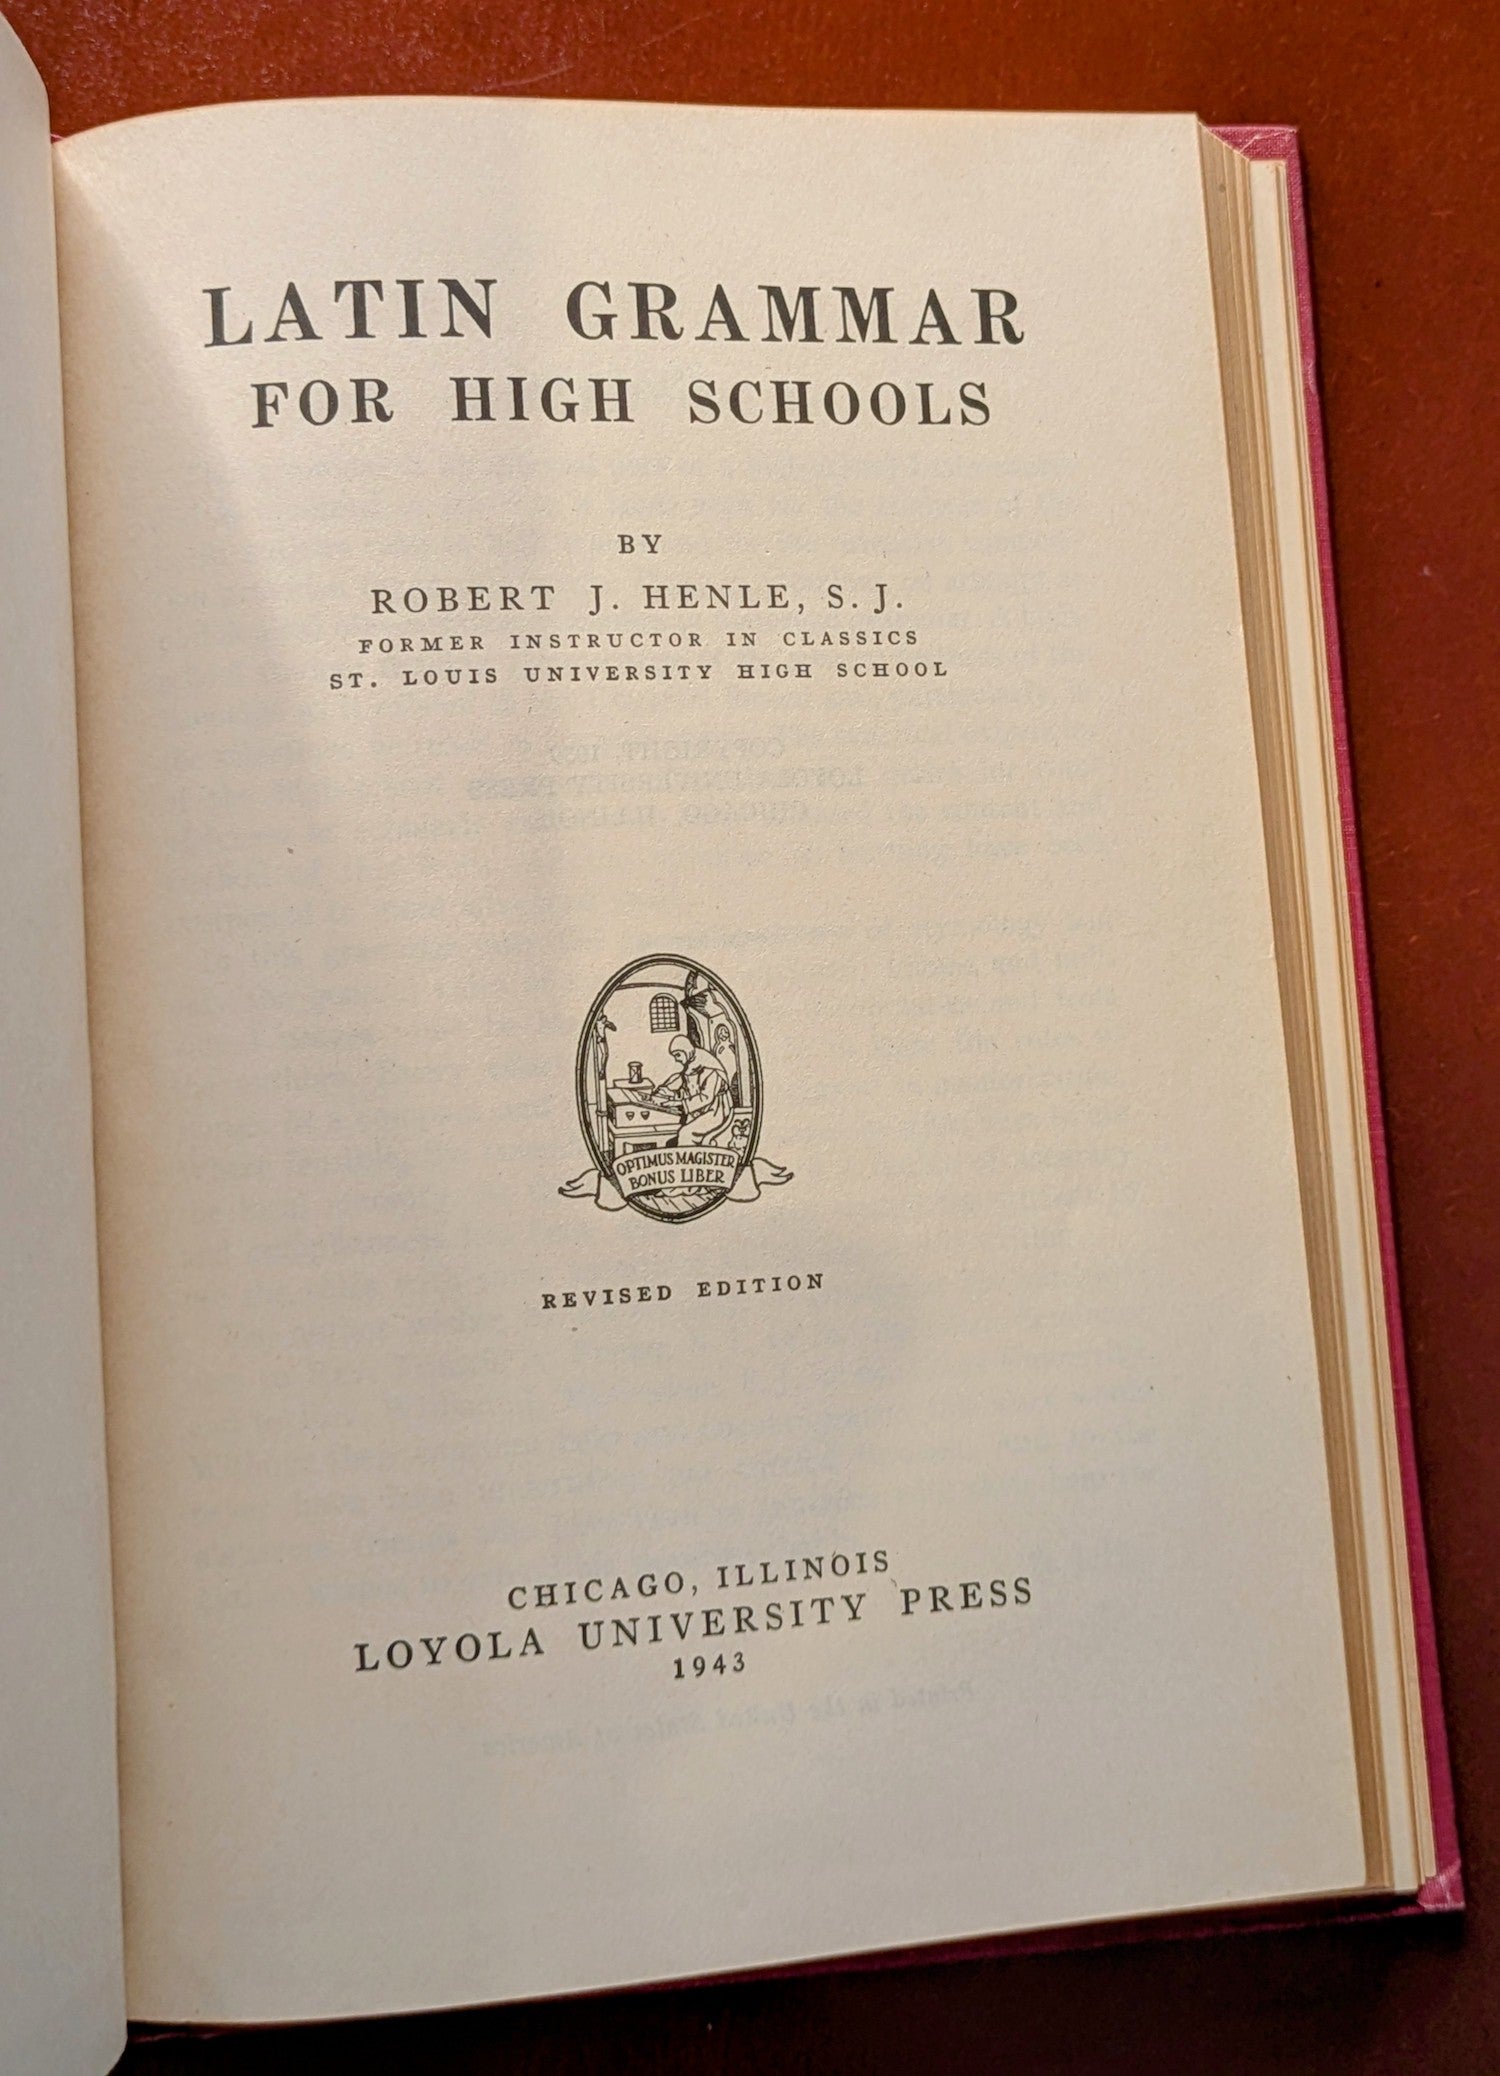 LATIN GRAMMAR
FOR HIGH SCHOOLS
BY
ROBERT J. HENLE, S. J.
FORMER INSTRUCTOR IN CLASSICS
ST. LOUIS UNIVERSITY HIGH SCHOOL
OPTIMUS MAGISTER
BONUS LIBER
REVISED EDITION
CHICAGO, ILLINOIS
LOYOLA UNIVERSITY PRESS
1943